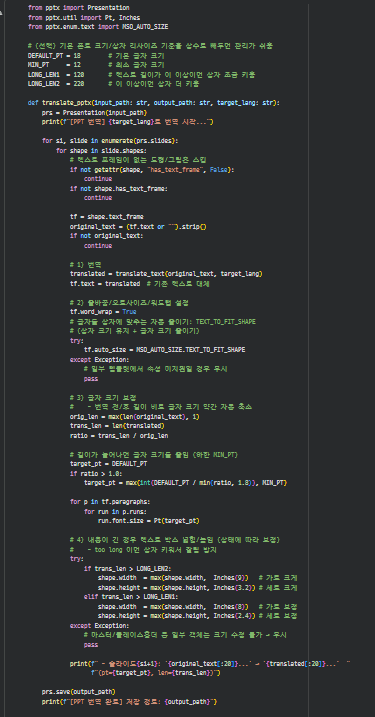 from pptx import Presentation
from pptx.util import Pt, Inches
from pptx.enum.text import MSO_AUTO_SIZE
# (선택) 기본 폰트 크기/상자 리사이즈 기준을 상수로 해두면 관리가 쉬움
DEFAULT_PT = 18 # 기본 글자 크기
MIN_PT = 12 # 최소 글자 크기
LONG_LEN1 = 120 # 텍스트 길이가 이 이상이면 상자 조금 키움
LONG_LEN2 = 220 # 이 이상이면 상자 더 키움
def translate_pptx(input_path: str, output_path: str, target_lang: str):
prs = Presentation(input_path)
print(f"[PPT 번역] {target_lang}로 번역 시작...")
for si, slide in enumerate(prs.slides):
for shape in slide.shapes:
# 텍스트 프레임이 없는 도형/그림은 스킵
if not getattr(shape, "has_text_frame", False):
continue
if not shape.has_text_frame:
continue
tf = shape.text_frame
original_text = (tf.text or "").strip()
if not original_text:
continue
# 1) 번역
translated = translate_text(original_text, target_lang)
tf.text = translated # 기존 텍스트 대체
# 2) 줄바꿈/오토사이즈/워드랩 설정
tf.word_wrap = True
# 글자를 상자에 맞추는 자동 줄이기: TEXT_TO_FIT_SHAPE
# (상자 크기 유지 + 글자 크기 줄이기)
try:
tf.auto_size = MSO_AUTO_SIZE.TEXT_TO_FIT_SHAPE
except Exception:
# 일부 템플릿에서 속성 미지원일 경우 무시
pass
# 3) 글자 크기 보정
# - 번역 전/후 길이 비로 글자 크기 약간 자동 축소
orig_len = max(len(original_text), 1)
trans_len = len(translated)
ratio = trans_len / orig_len
# 길이가 늘어나면 글자 크기를 줄임 (하한 MIN_PT)
target_pt = DEFAULT_PT
if ratio > 1.0:
target_pt = max(int(DEFAULT_PT / min(ratio, 1.8)), MIN_PT)
for p in tf.paragraphs:
for run in p.runs:
run.font.size = Pt(target_pt)
# 4) 내용이 긴 경우 텍스트 박스 넓힘/높임 (상태에 따라 보정)
# - too long 이면 상자 키워서 잘림 방지
try:
if trans_len > LONG_LEN2:
shape.width = max(shape.width, Inches(9)) # 가로 크게
shape.height = max(shape.height, Inches(3.2)) # 세로 크게
elif trans_len > LONG_LEN1:
shape.width = max(shape.width, Inches(8)) # 가로 보정
shape.height = max(shape.height, Inches(2.4)) # 세로 보정
except Exception:
# 마스터/플레이스홀더 등 일부 객체는 크기 수정 불가 → 무시
pass
print(f" - 슬라이드{si+1}: '{original_text[:20]}...' → '{translated[:20]}...' "
f"(pt={target_pt}, len={trans_len})")
prs.save(output_path)
print(f"[PPT 번역 완료] 저장 경로: {output_path}")